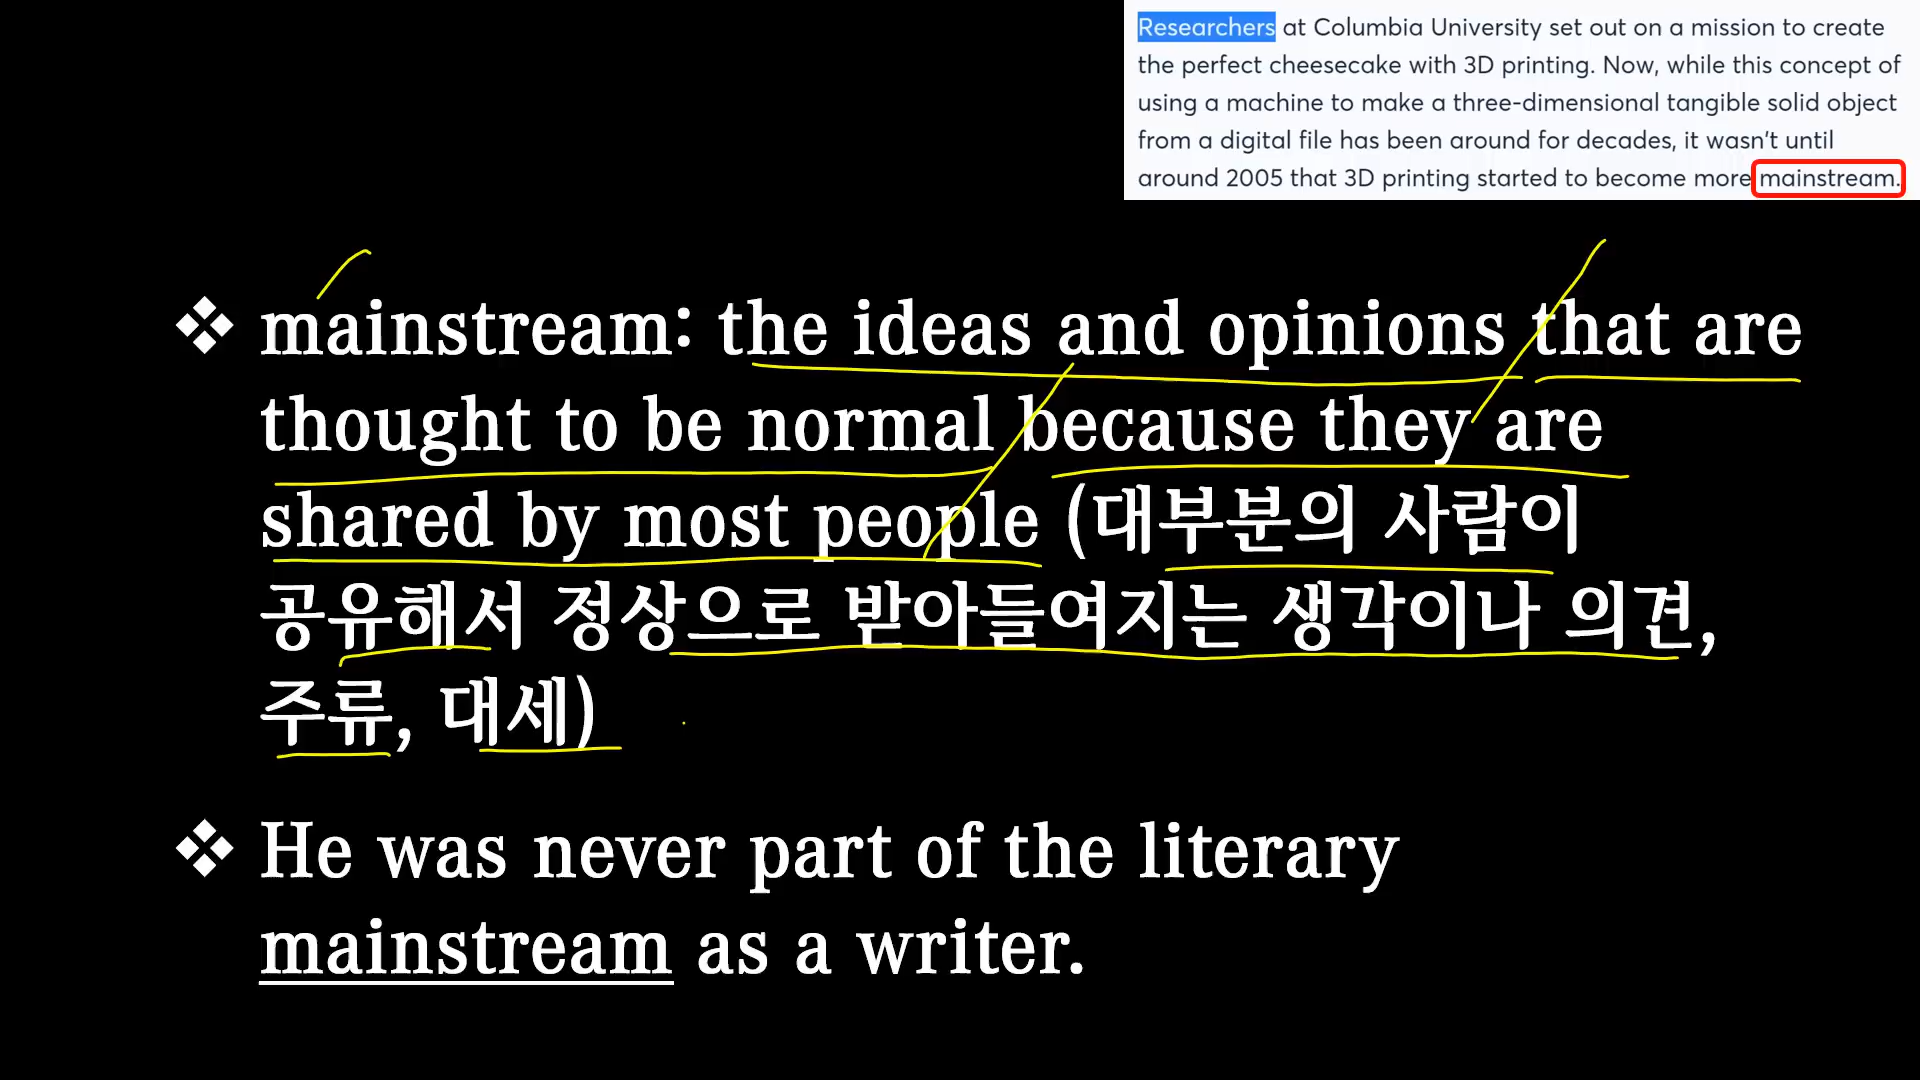 Researchers at Columbia University set out on a mission to create
the perfect cheesecake with 3D printing. Now, while this concept of
using a machine to make a three-dimensional tangible solid object
from a digital file has been around for decades, it wasn't until
around 2005 that 3D printing started to become more mainstream.
❖ mainstream: the ideas and opinions that are
thought to be normal because they are
shared by most people (대부분의 사람이
공유해서 정상으로 받아들여지는 생각이나 의견,
주류, 대세)
❖ He was never part of the literary
mainstream as a writer.